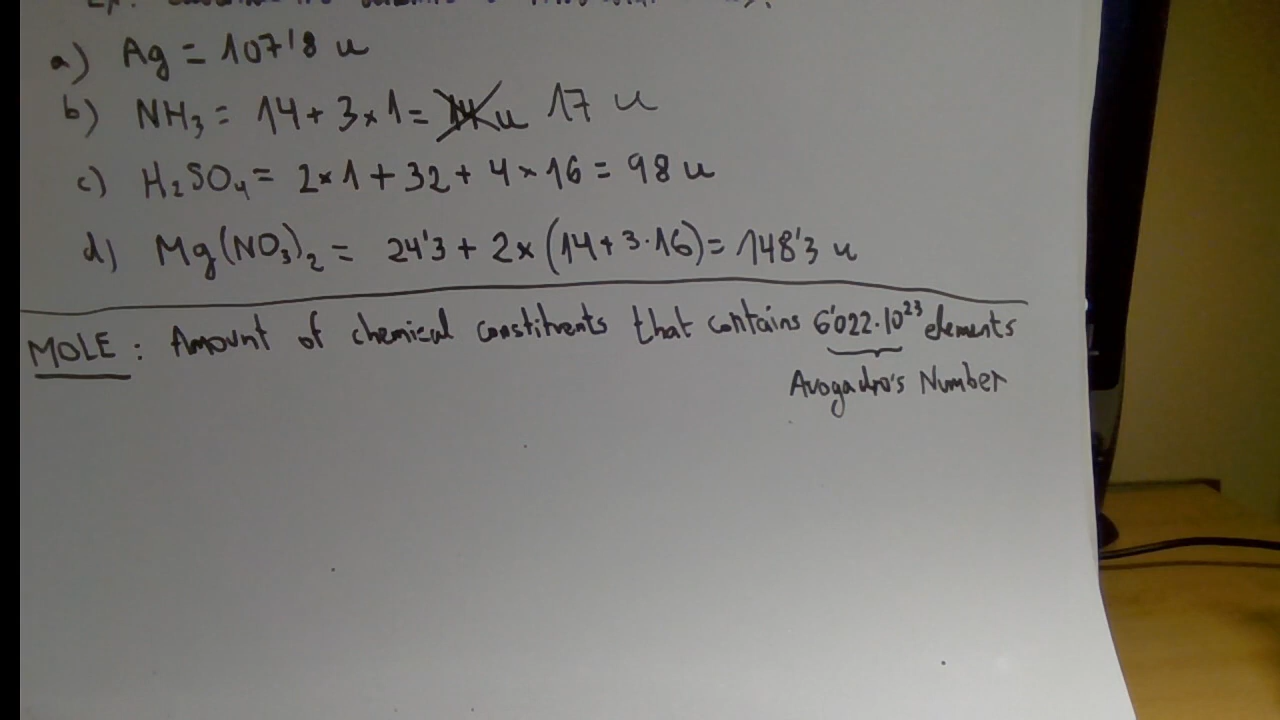 a) Ag = 107'8 u
b) NH₃ = 14 + 3×1 = 17 u
c) H₂SO₄ = 2×1 + 32 + 4×16 = 98 u
d) Mg(NO₃)₂ = 24'3 + 2×(14+3·16) = 148'3 u
MOLE : Amount of chemical constituents that contains 6'022·10²³ elements
Avogadro's Number